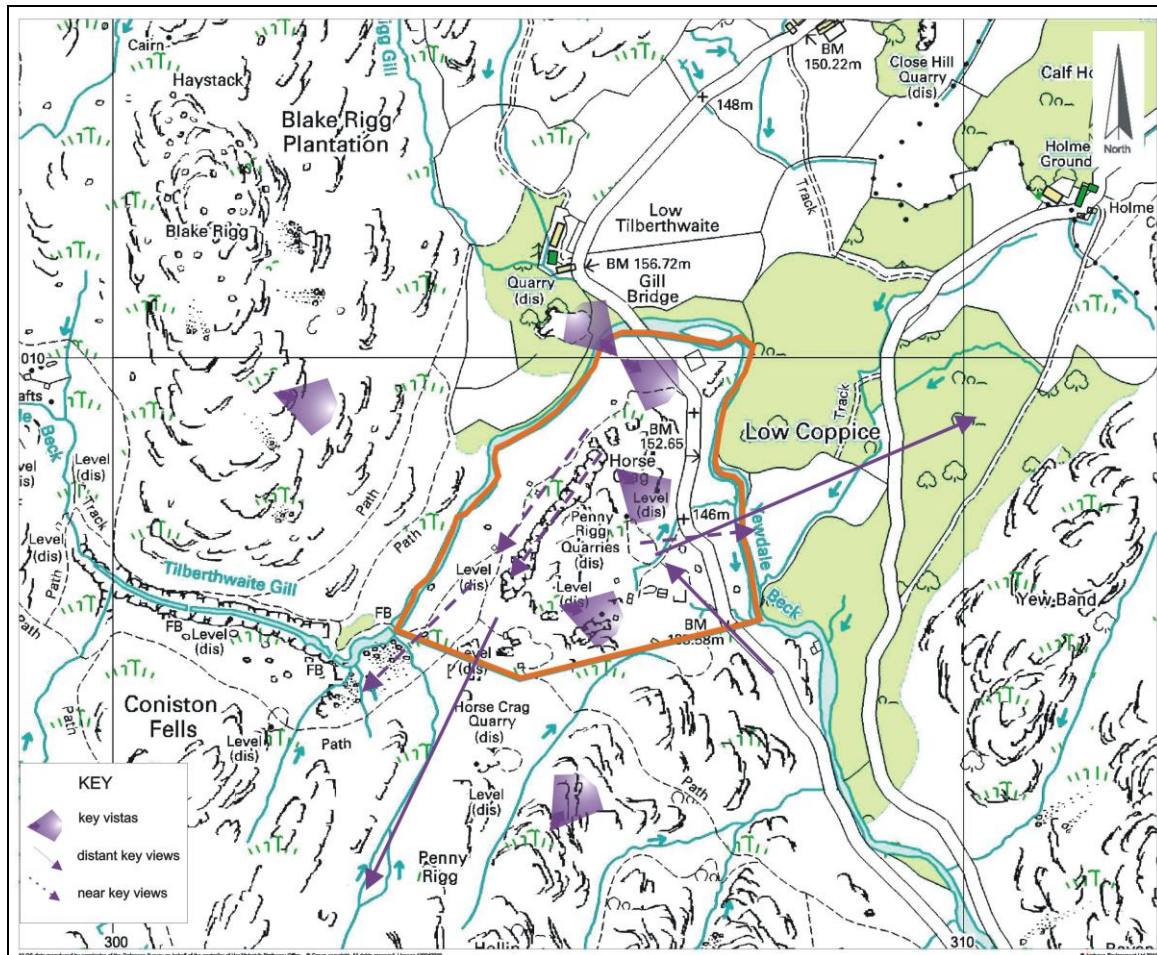 Cairn
Haystack
Blake Rigg
Plantation
Blake Rigg
igg Gill
BM
150.22m
148m
Close Hill
Quarry
(dis)
Calf Ho
North
Holme
Ground
Holme
Track
Low
Tilberthwaite
BM 156.72m
Gill
Bridge
Quarry
(dis)
010
afts
Beck
Level
(dis)
Track
Level
(dis)
Path
Path
Path
Path
Tilberthwaite Gill
FB
Level
(dis)
FB
FB
Level
(dis)
Level
(dis)
BM
152.65
Horse
Crag
Level
(dis)
Penny
Rigg
Quarries
(dis)
Level
(dis)
146m
Low Coppice
Track
Yewdale
Beck
BM
m
Yew Band
Coniston
Fells
Level
(dis)
Path
Path
Horse Crag
Quarry
(dis)
Level
(dis)
Path
Penny
Rigg
KEY
key vistas
distant key views
near key views
300
310